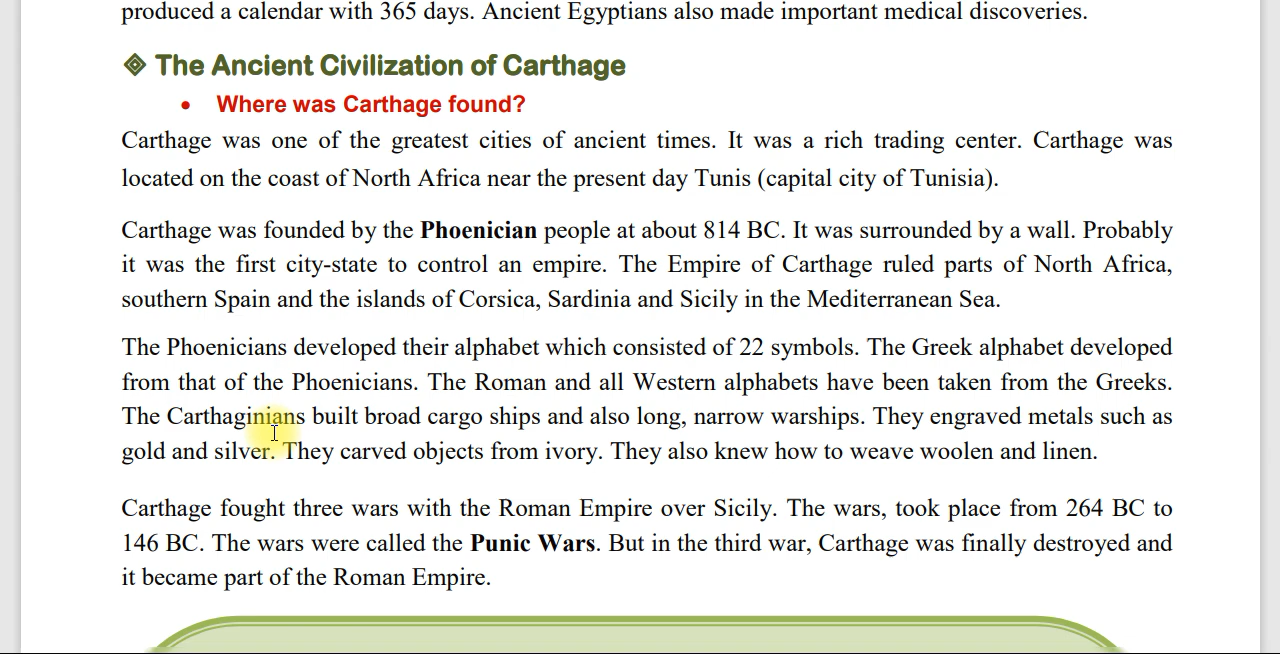 produced a calendar with 365 days. Ancient Egyptians also made important medical discoveries.
The Ancient Civilization of Carthage
• Where was Carthage found?
Carthage was one of the greatest cities of ancient times. It was a rich trading center. Carthage was
located on the coast of North Africa near the present day Tunis (capital city of Tunisia).
Carthage was founded by the Phoenician people at about 814 BC. It was surrounded by a wall. Probably
it was the first city-state to control an empire. The Empire of Carthage ruled parts of North Africa,
southern Spain and the islands of Corsica, Sardinia and Sicily in the Mediterranean Sea.
The Phoenicians developed their alphabet which consisted of 22 symbols. The Greek alphabet developed
from that of the Phoenicians. The Roman and all Western alphabets have been taken from the Greeks.
The Carthaginians built broad cargo ships and also long, narrow warships. They engraved metals such as
gold and silver. They carved objects from ivory. They also knew how to weave woolen and linen.
Carthage fought three wars with the Roman Empire over Sicily. The wars, took place from 264 BC to
146 BC. The wars were called the Punic Wars. But in the third war, Carthage was finally destroyed and
it became part of the Roman Empire.